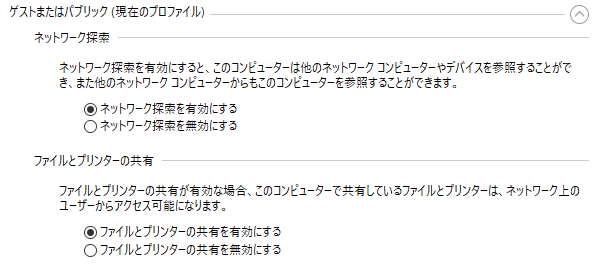 ゲストまたはパブリック (現在のプロファイル)
ネットワーク探索
ネットワーク探索を有効にすると、このコンピューターは他のネットワーク コンピューターやデバイスを参照することがで
き、また他のネットワーク コンピューターからもこのコンピューターを参照することができます。
ネットワーク探索を有効にする
ネットワーク探索を無効にする
ファイルとプリンターの共有
ファイルとプリンターの共有が有効な場合、このコンピューターで共有しているファイルとプリンターは、ネットワーク上の
ユーザーからアクセス可能になります。
ファイルとプリンターの共有を有効にする
ファイルとプリンターの共有を無効にする